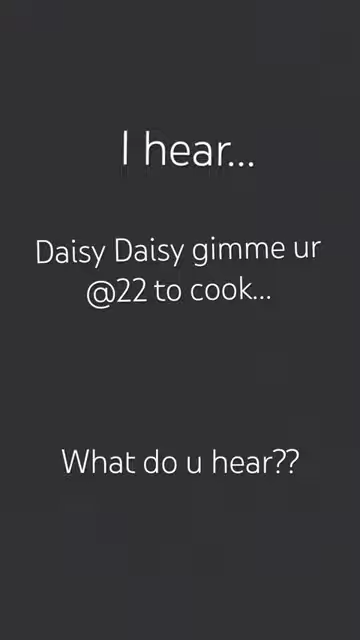 I hear...
Daisy Daisy gimme ur
@22 to cook...
What do u hear??